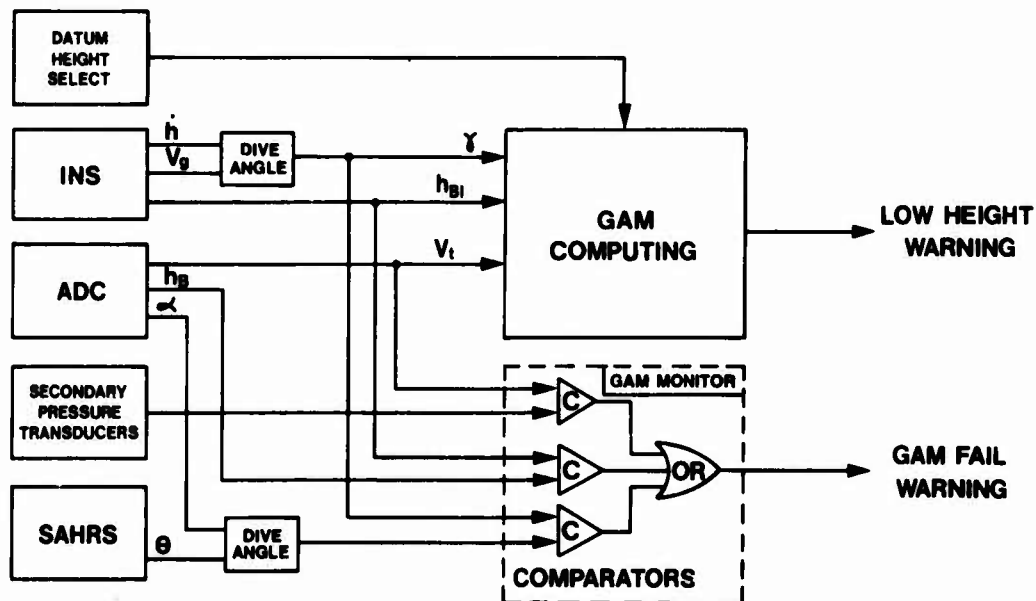 DATUM
HEIGHT
SELECT
INS
ḣ
Vg
DIVE
ANGLE
γ
hBI
GAM
COMPUTING
LOW HEIGHT
WARNING
ADC
Vt
hB
α
SECONDARY
PRESSURE
TRANSDUCERS
GAM MONITOR
C
C
C
OR
GAM FAIL
WARNING
SAHRS
θ
DIVE
ANGLE
COMPARATORS